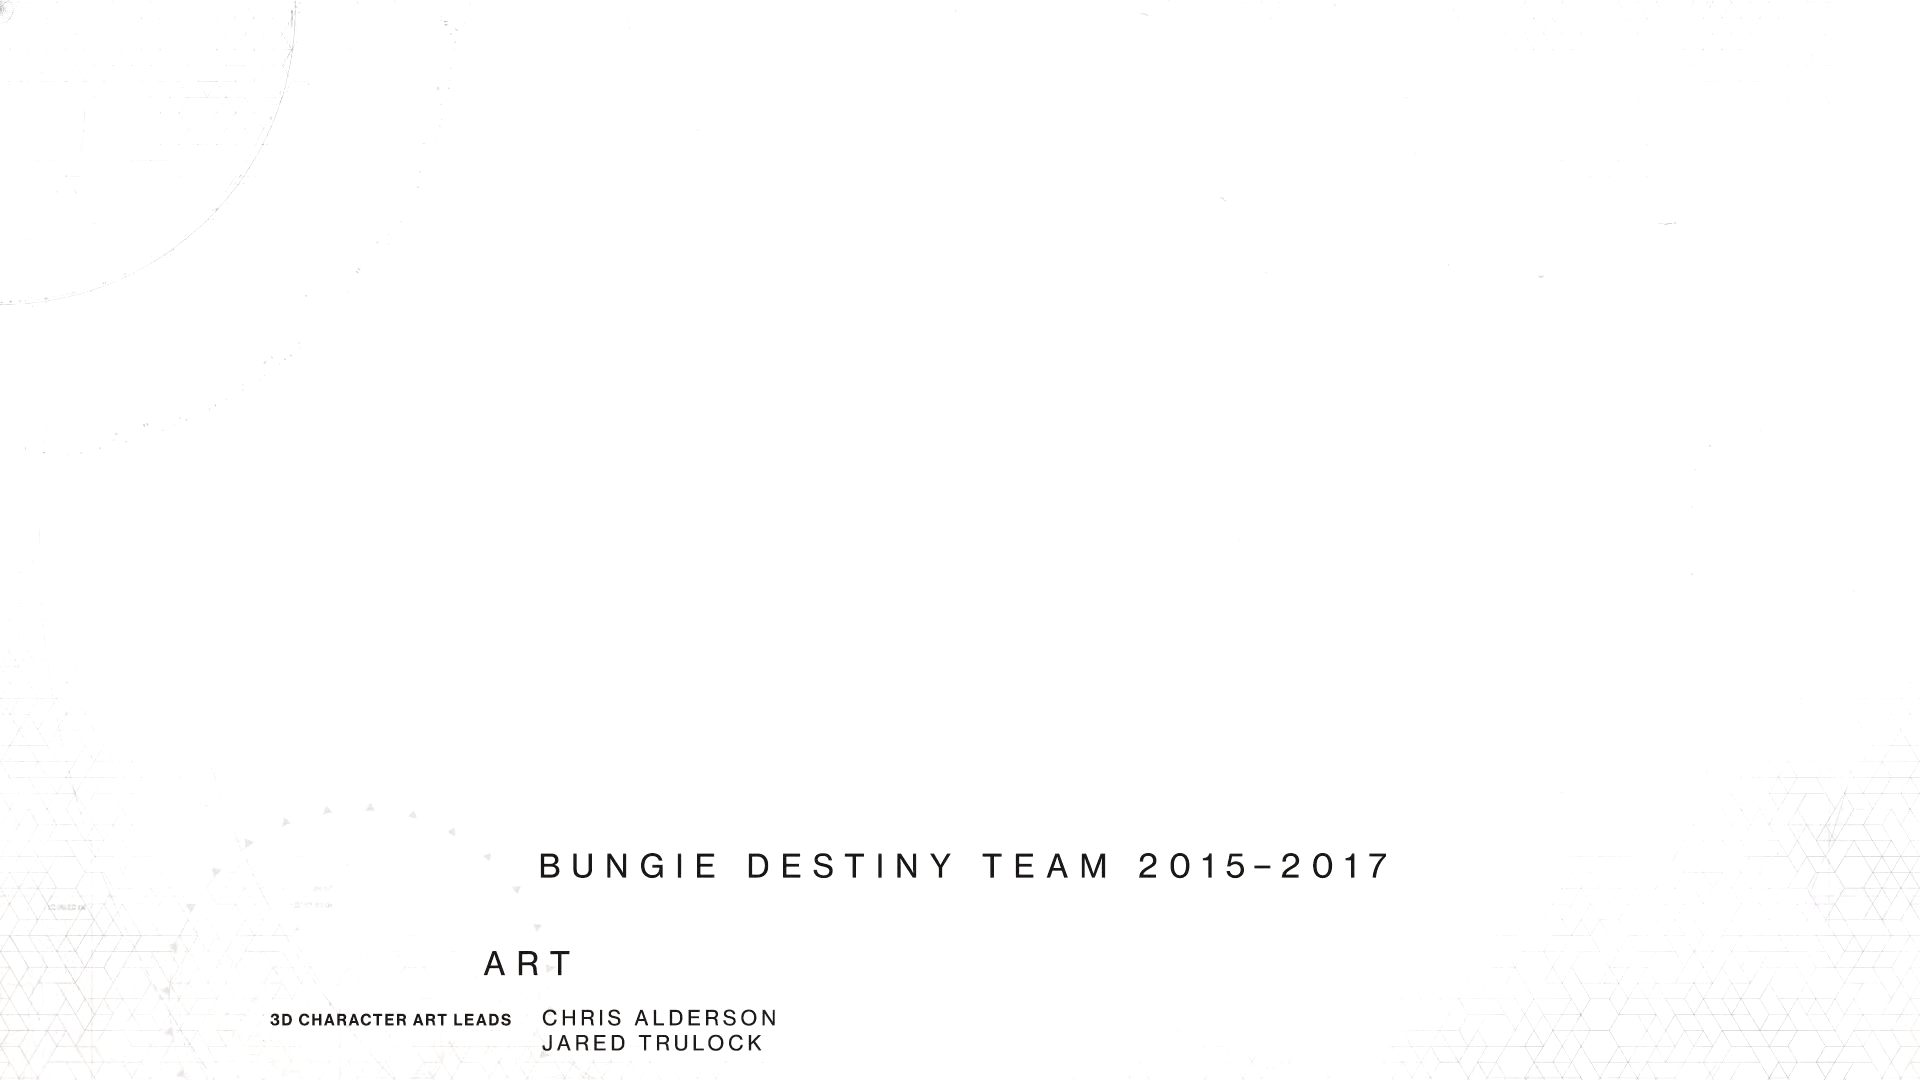 BUNGIE DESTINY TEAM 2015–2017
ART
3D CHARACTER ART LEADS CHRIS ALDERSON
JARED TRULOCK